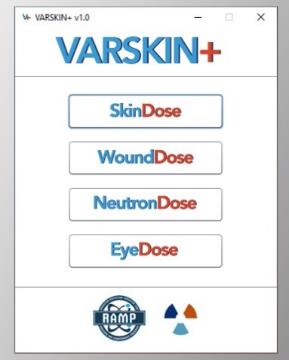 VARSKIN+ v1.0
VARSKIN+
SkinDose
WoundDose
NeutronDose
EyeDose
RAMP